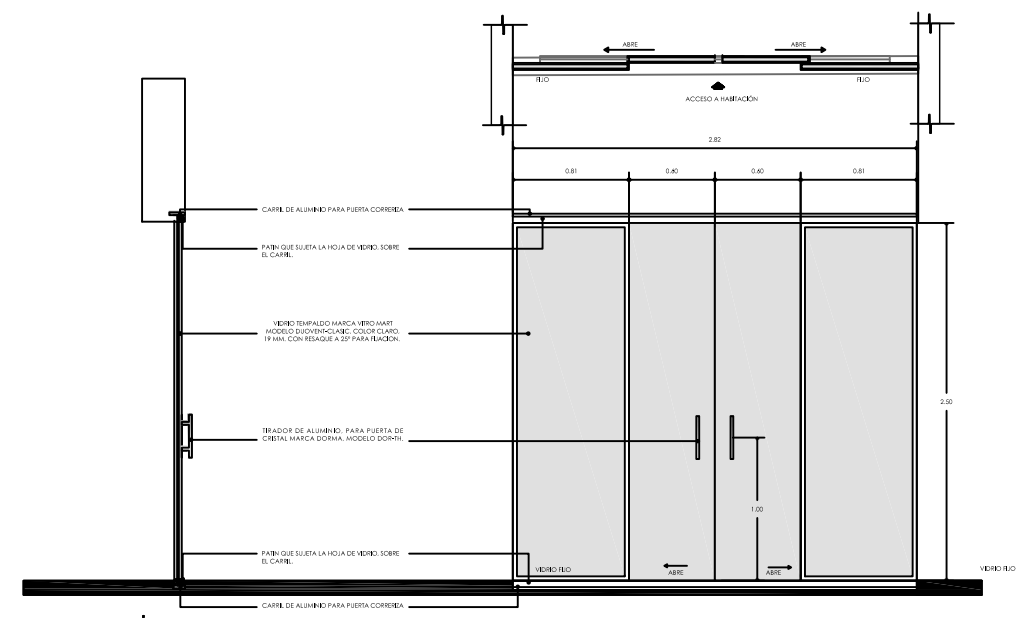 ABRE
ABRE
FIJO
FIJO
ACCESO A HABITACIÓN
2.82
0.81
0.60
0.60
0.81
CARRIL DE ALUMINIO PARA PUERTA CORRERIZA
PATIN QUE SUJETA LA HOJA DE VIDRIO. SOBRE
EL CARRIL.
VIDRIO TEMPALDO MARCA VITRO MART
MODELO DUOVENT-CLASIC. COLOR CLARO.
19 MM. CON RESAQUE A 25° PARA FIJACION.
2.50
TIRADOR DE ALUMINIO, PARA PUERTA DE
CRISTAL MARCA DORMA. MODELO DOR-TH.
1.00
PATIN QUE SUJETA LA HOJA DE VIDRIO. SOBRE
EL CARRIL.
VIDRIO FIJO
ABRE
ABRE
VIDRIO FIJO
CARRIL DE ALUMINIO PARA PUERTA CORRERIZA